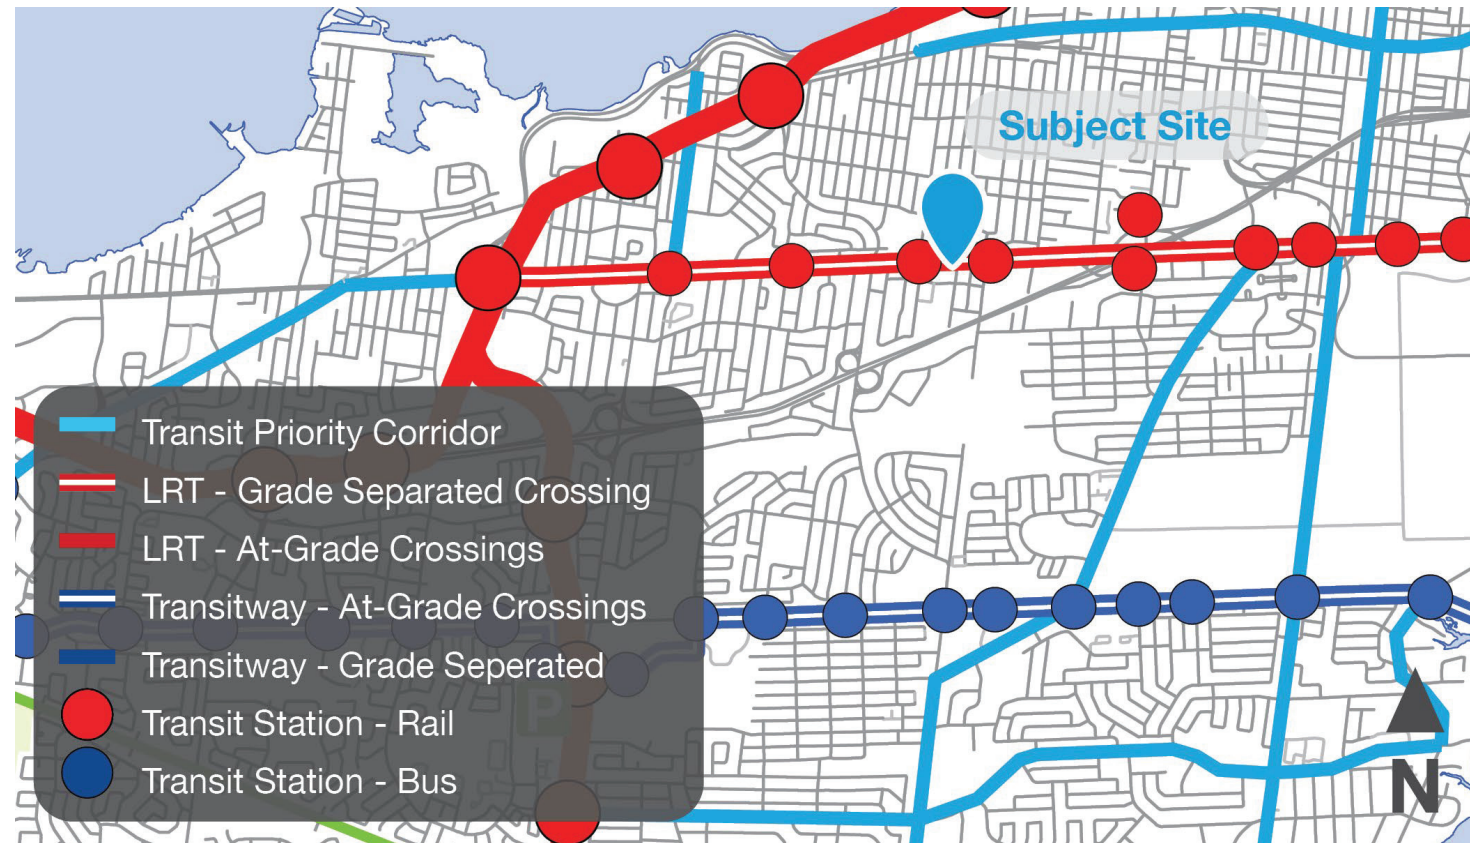 Subject Site
Transit Priority Corridor
LRT - Grade Separated Crossing
LRT - At-Grade Crossings
Transitway - At-Grade Crossings
Transitway - Grade Seperated
Transit Station - Rail
Transit Station - Bus
P
N